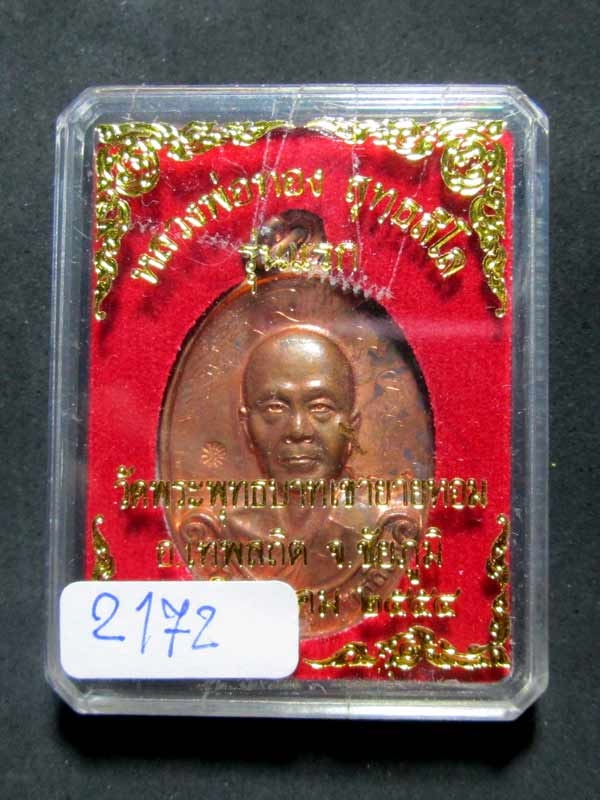 หลวงพ่อทอง สุทธสีโล
รุ่นแรก
วัดพระพุทธบาทเขายายหอม
อ.เทพสถิต จ.ชัยภูมิ
๒๕๕๔
2172